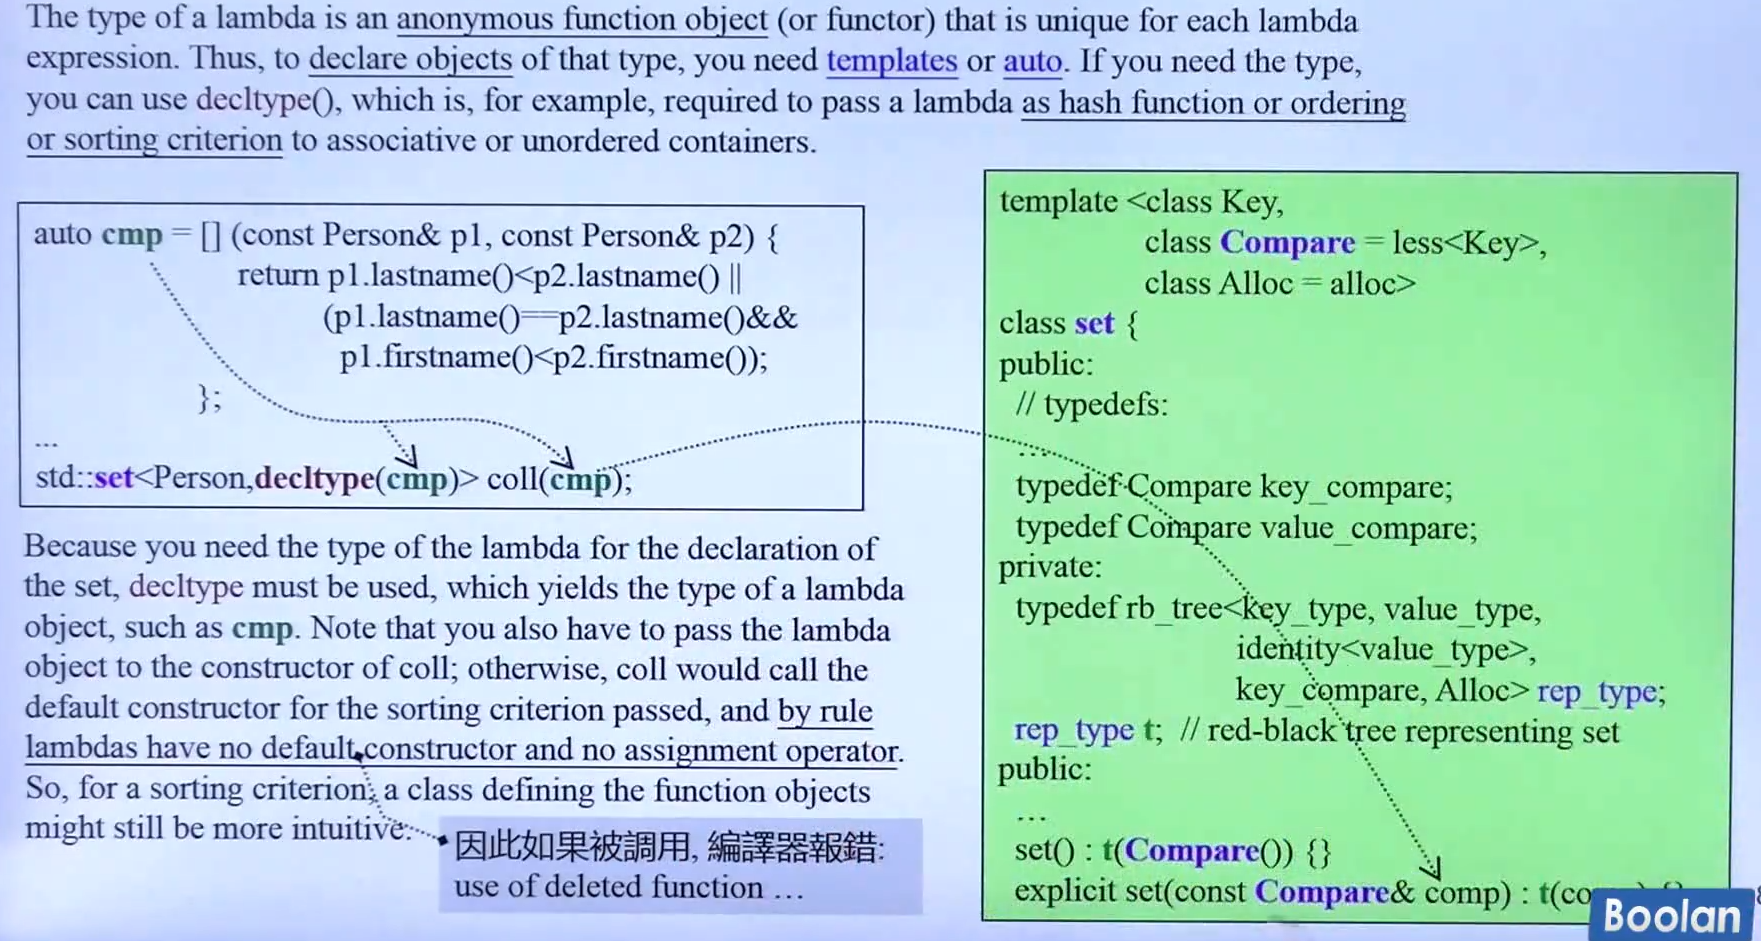 The type of a lambda is an anonymous function object (or functor) that is unique for each lambda
expression. Thus, to declare objects of that type, you need templates or auto. If you need the type,
you can use decltype(), which is, for example, required to pass a lambda as hash function or ordering
or sorting criterion to associative or unordered containers.
auto cmp = [] (const Person& p1, const Person& p2) {
return p1.lastname()<p2.lastname() ||
(p1.lastname()==p2.lastname()&&
p1.firstname()<p2.firstname());
};
...
std::set<Person,decltype(cmp)> coll(cmp);
Because you need the type of the lambda for the declaration of
the set, decltype must be used, which yields the type of a lambda
object, such as cmp. Note that you also have to pass the lambda
object to the constructor of coll; otherwise, coll would call the
default constructor for the sorting criterion passed, and by rule
lambdas have no default constructor and no assignment operator.
So, for a sorting criterion, a class defining the function objects
might still be more intuitive.
因此如果被調用, 編譯器報錯:
use of deleted function ...
template <class Key,
class Compare = less<Key>,
class Alloc = alloc>
class set {
public:
// typedefs:
...
typedef Compare key_compare;
typedef Compare value_compare;
private:
typedef rb_tree<key_type, value_type,
identity<value_type>,
key_compare, Alloc> rep_type;
rep_type t; // red-black tree representing set
public:
...
set() : t(Compare()) {}
explicit set(const Compare& comp) : t(co
Boolan